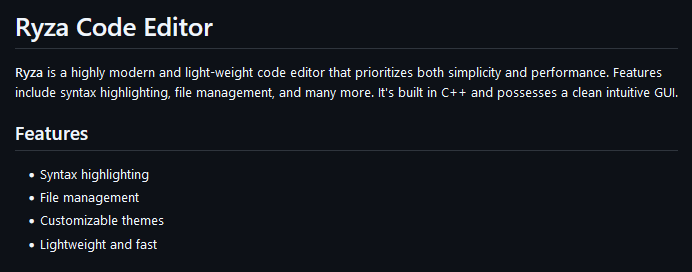 Ryza Code Editor
Ryza is a highly modern and light-weight code editor that prioritizes both simplicity and performance. Features
include syntax highlighting, file management, and many more. It's built in C++ and possesses a clean intuitive GUI.
Features
• Syntax highlighting
• File management
• Customizable themes
• Lightweight and fast